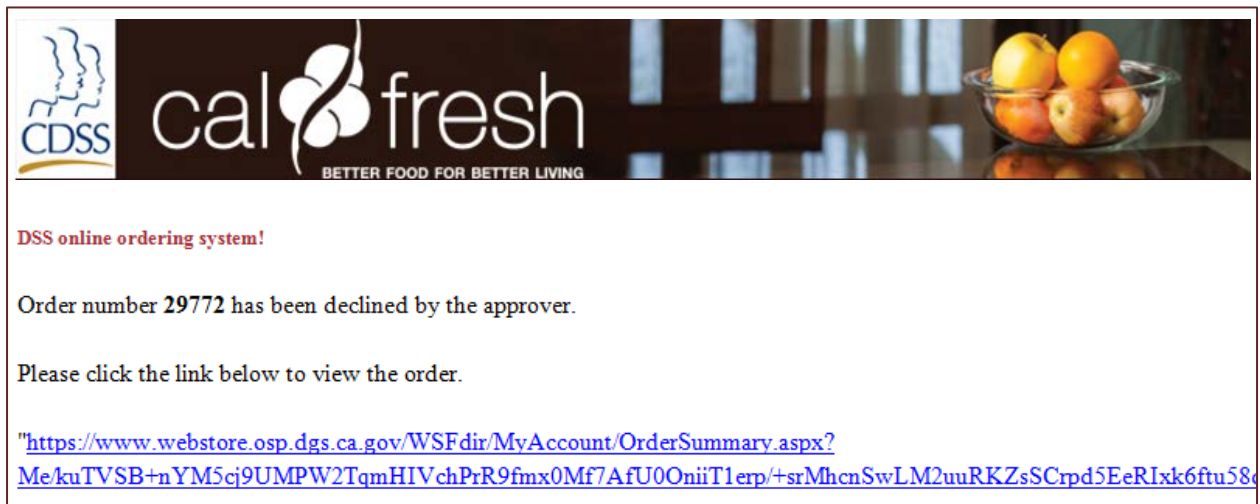 CDSS
cal fresh
BETTER FOOD FOR BETTER LIVING
DSS online ordering system!
Order number 29772 has been declined by the approver.
Please click the link below to view the order.
"https://www.webstore.osp.dgs.ca.gov/WSFdir/MyAccount/OrderSummary.aspx?
Me/kuTVSB+nYM5cj9UMPW2TqmHIVchPrR9fmx0Mf7AfU0OniiT1erp/+srMhcnSwLM2uuRKZsSCrpd5EeRIxk6ftu58